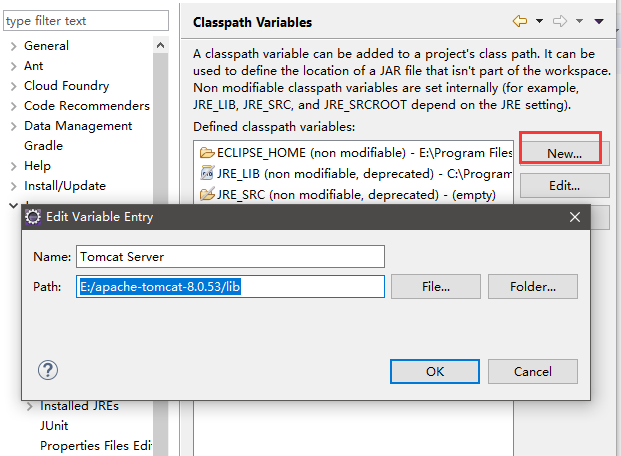 type filter text
General
Ant
Cloud Foundry
Code Recommenders
Data Management
Gradle
Help
Install/Update
Classpath Variables
A classpath variable can be added to a project's class path. It can be
used to define the location of a JAR file that isn't part of the workspace.
Non modifiable classpath variables are set internally (for example,
JRE_LIB, JRE_SRC, and JRE_SRCROOT depend on the JRE setting).
Defined classpath variables:
ECLIPSE_HOME (non modifiable) - E:\Program Files
JRE_LIB (non modifiable, deprecated) - C:\Program
JRE_SRC (non modifiable, deprecated) - (empty)
New...
Edit...
Edit Variable Entry
Name: Tomcat Server
Path: E:/apache-tomcat-8.0.53/lib
File...
Folder...
?
OK
Cancel
Installed JREs
JUnit
Properties Files Edit